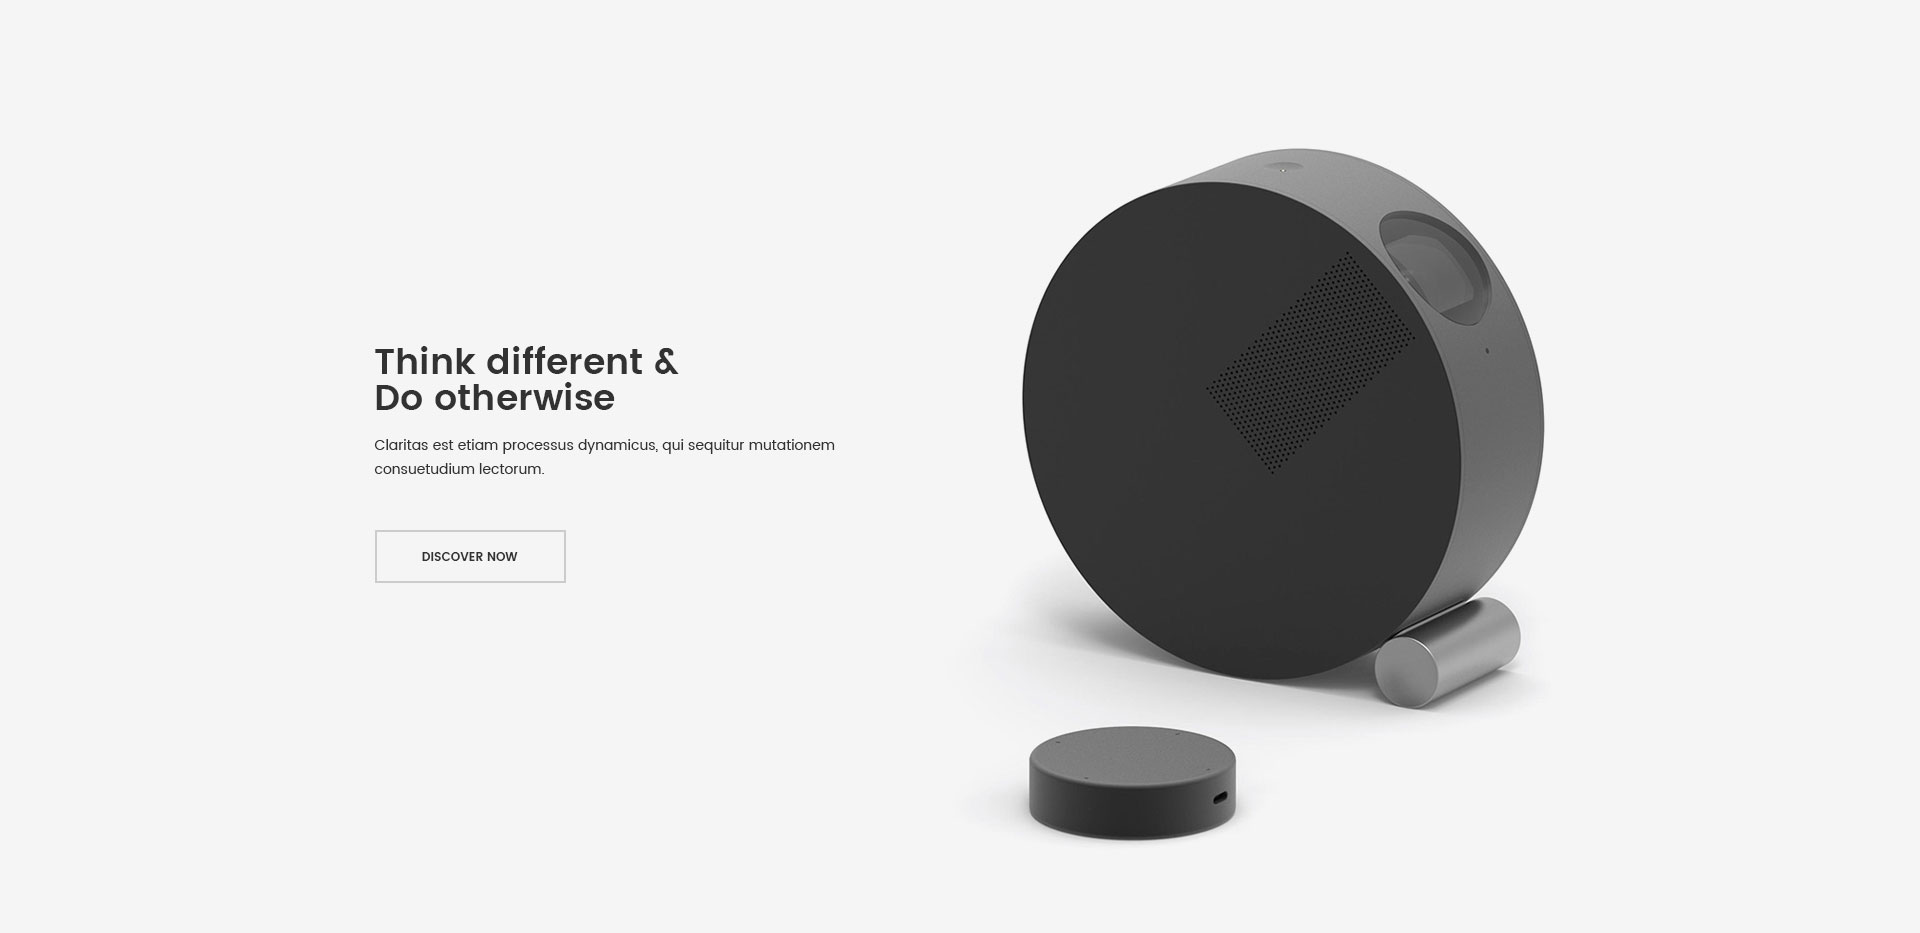 Think different &
Do otherwise
Claritas est etiam processus dynamicus, qui sequitur mutationem
consuetudium lectorum.
DISCOVER NOW